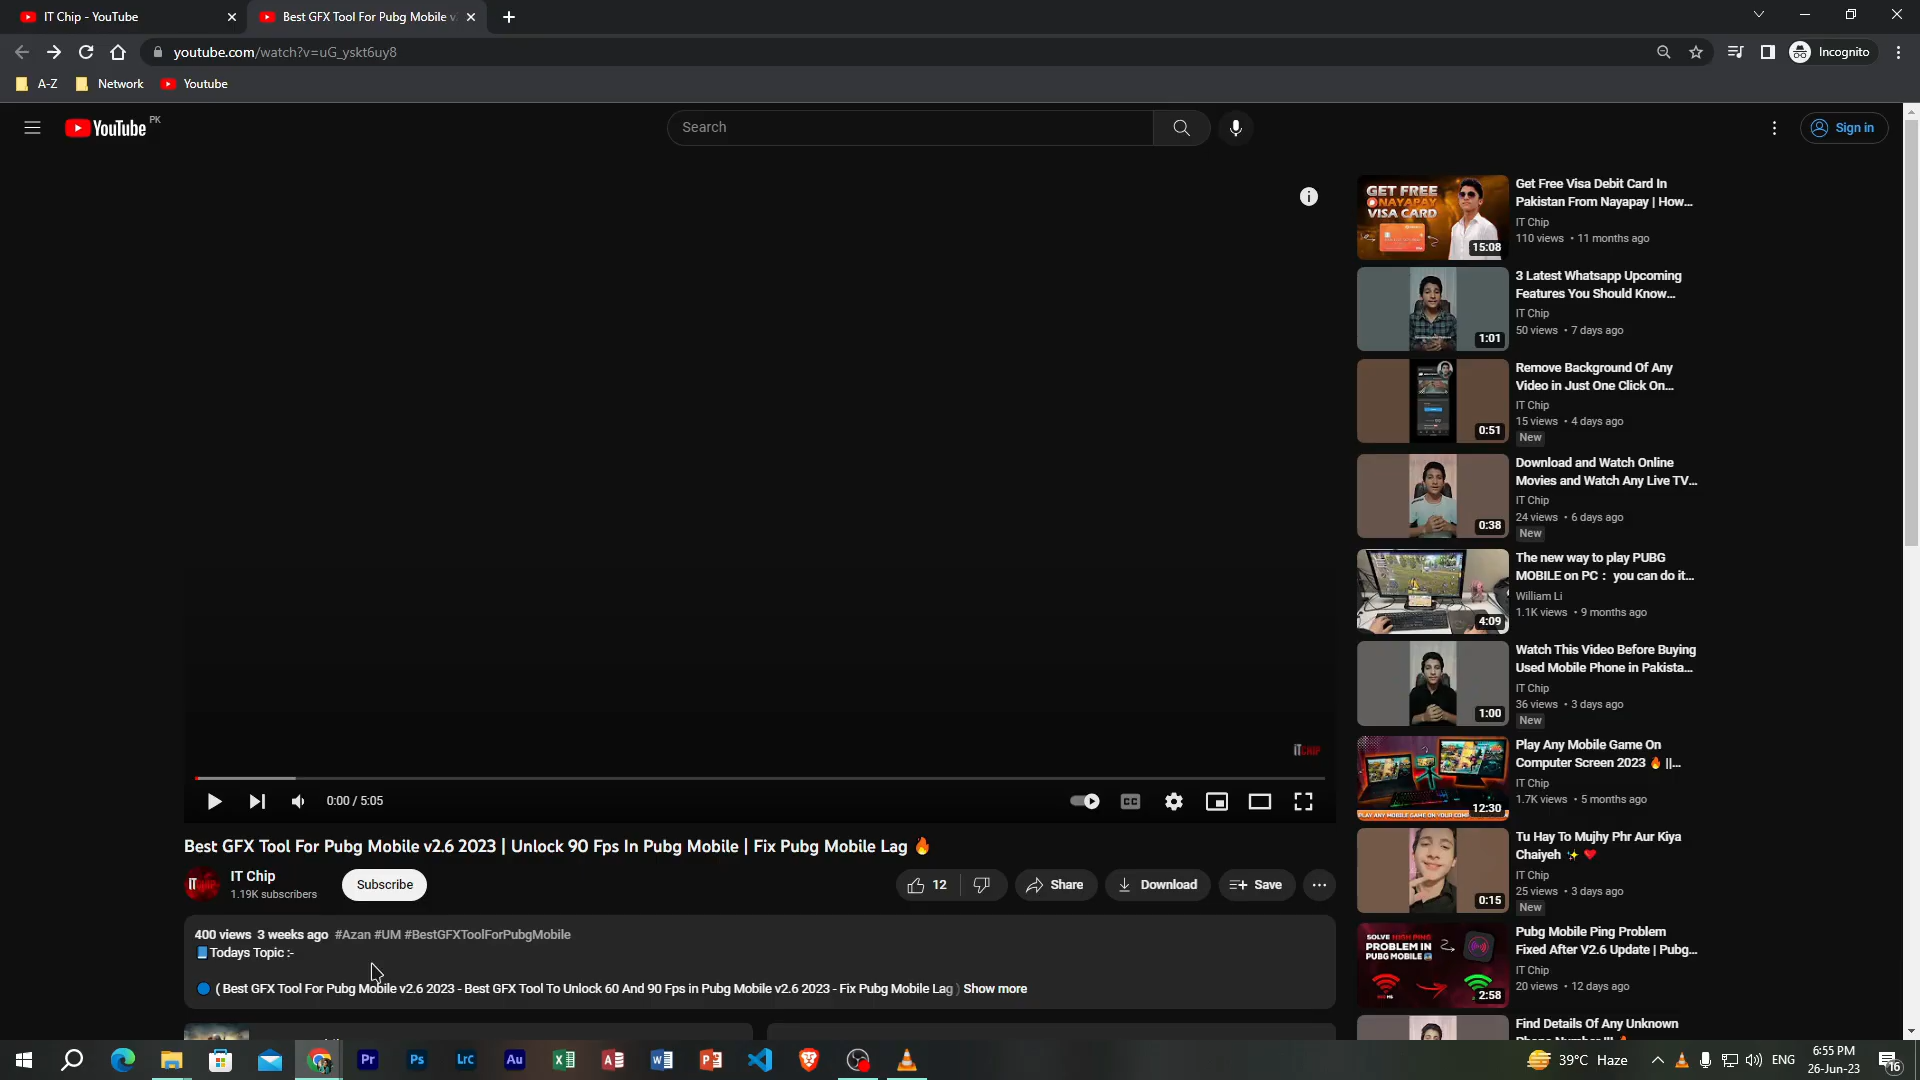 IT Chip - YouTube
Best GFX Tool For Pubg Mobile v
youtube.com/watch?v=uG_yskt6uy8
Incognito
A-Z
Network
Youtube
YouTube PK
Search
Sign in
GET FREE
NAYAPAY
VISA CARD
15:08
Get Free Visa Debit Card In
Pakistan From Nayapay | How...
IT Chip
110 views • 11 months ago
1:01
3 Latest Whatsapp Upcoming
Features You Should Know...
IT Chip
50 views • 7 days ago
0:51
Remove Background Of Any
Video in Just One Click On...
IT Chip
15 views • 4 days ago
New
0:38
Download and Watch Online
Movies and Watch Any Live TV...
IT Chip
24 views • 6 days ago
New
4:09
The new way to play PUBG
MOBILE on PC : you can do it...
William Li
1.1K views • 9 months ago
1:00
Watch This Video Before Buying
Used Mobile Phone in Pakista...
IT Chip
36 views • 3 days ago
New
PLAY ANY MOBILE GAME ON YOUR COMP
12:30
Play Any Mobile Game On
Computer Screen 2023 🔥 ||...
IT Chip
1.7K views • 5 months ago
0:15
Tu Hay To Mujhy Phr Aur Kiya
Chaiyeh ✨ ❤️
IT Chip
25 views • 3 days ago
New
SOLVE HIGH PING
PROBLEM IN
PUBG MOBILE
2:58
Pubg Mobile Ping Problem
Fixed After V2.6 Update | Pubg...
IT Chip
20 views • 12 days ago
Find Details Of Any Unknown
ITCHIP
0:00 / 5:05
CC
Best GFX Tool For Pubg Mobile v2.6 2023 | Unlock 90 Fps In Pubg Mobile | Fix Pubg Mobile Lag 🔥
IT
IT Chip
1.19K subscribers
Subscribe
12
Share
Download
Save
400 views 3 weeks ago #Azan #UM #BestGFXToolForPubgMobile
📘Todays Topic :-
🔵 ( Best GFX Tool For Pubg Mobile v2.6 2023 - Best GFX Tool To Unlock 60 And 90 Fps in Pubg Mobile v2.6 2023 - Fix Pubg Mobile Lag ) Show more
Pr
Ps
Lrc
Au
39°C Haze
ENG
6:55 PM
26-Jun-23
16